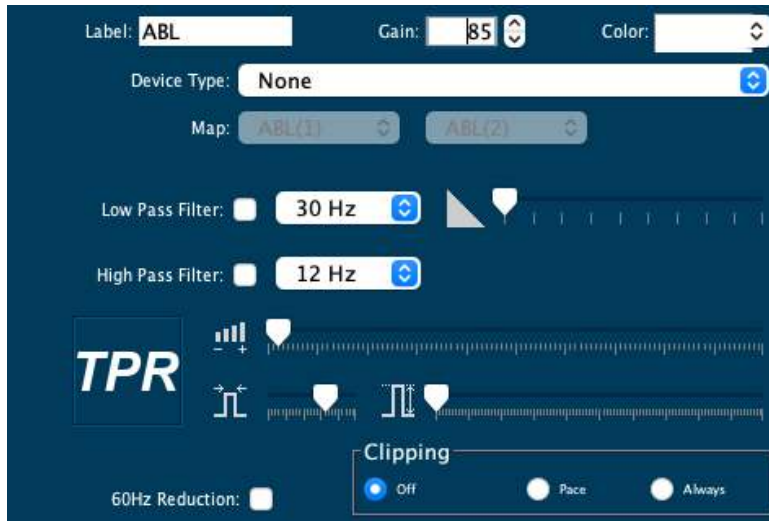 Label: ABL Gain: 85 Color:
Device Type: None
Map: ABL(1) ABL(2)
Low Pass Filter: 30 Hz
High Pass Filter: 12 Hz
- +
TPR
Clipping
60Hz Reduction: Off Pace Always